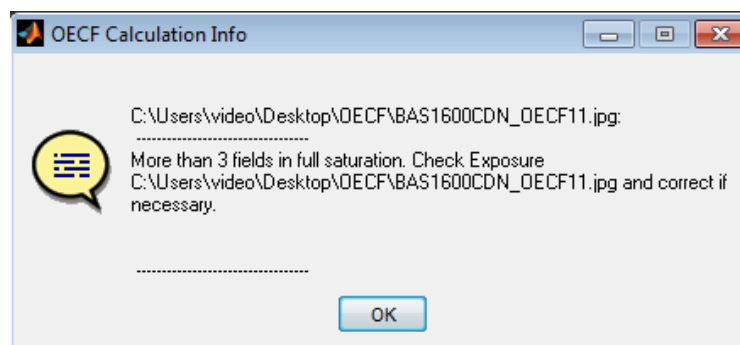 OECF Calculation Info
C:\Users\video\Desktop\OECF\BAS1600CDN_OECF11.jpg:
----------------------------------
More than 3 fields in full saturation. Check Exposure
C:\Users\video\Desktop\OECF\BAS1600CDN_OECF11.jpg and correct if
necessary.
----------------------------------
OK